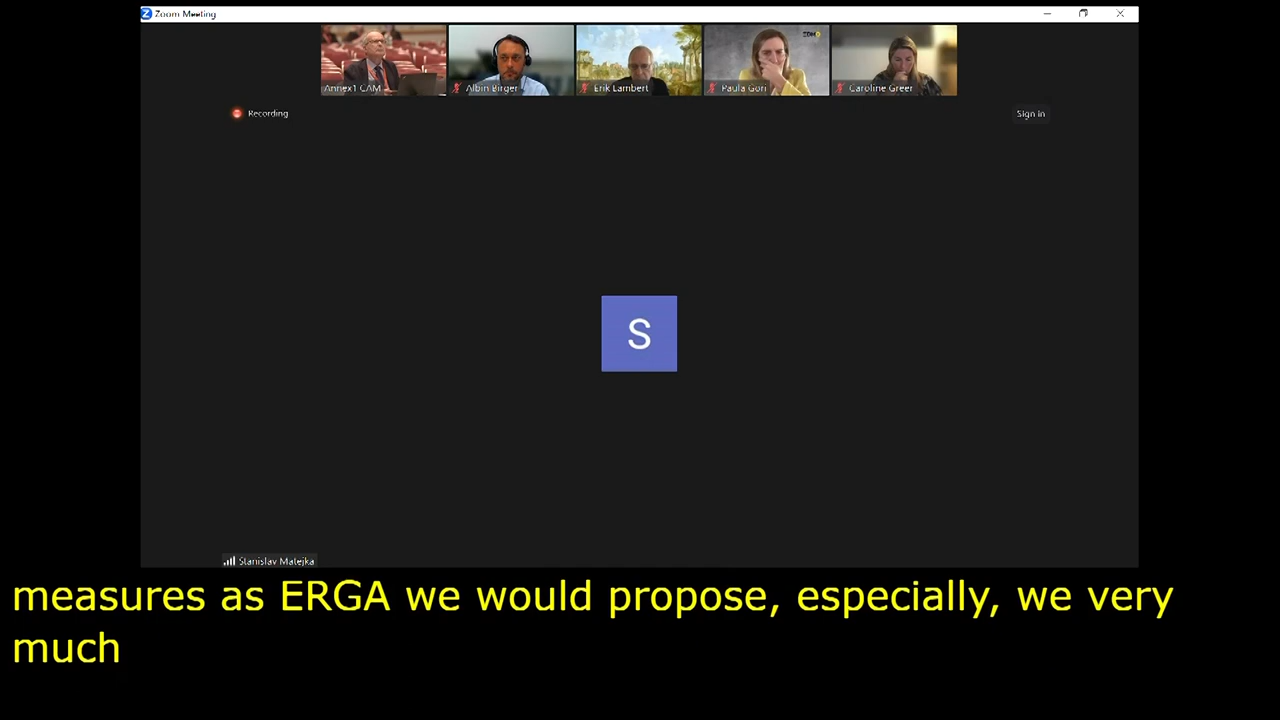 Zoom Meeting
Annex1 CAM
Albin Birger
Erik Lambert
Paula Gori
Caroline Greer
Recording
Sign in
S
Stanislav Matejka
measures as ERGA we would propose, especially, we very
much